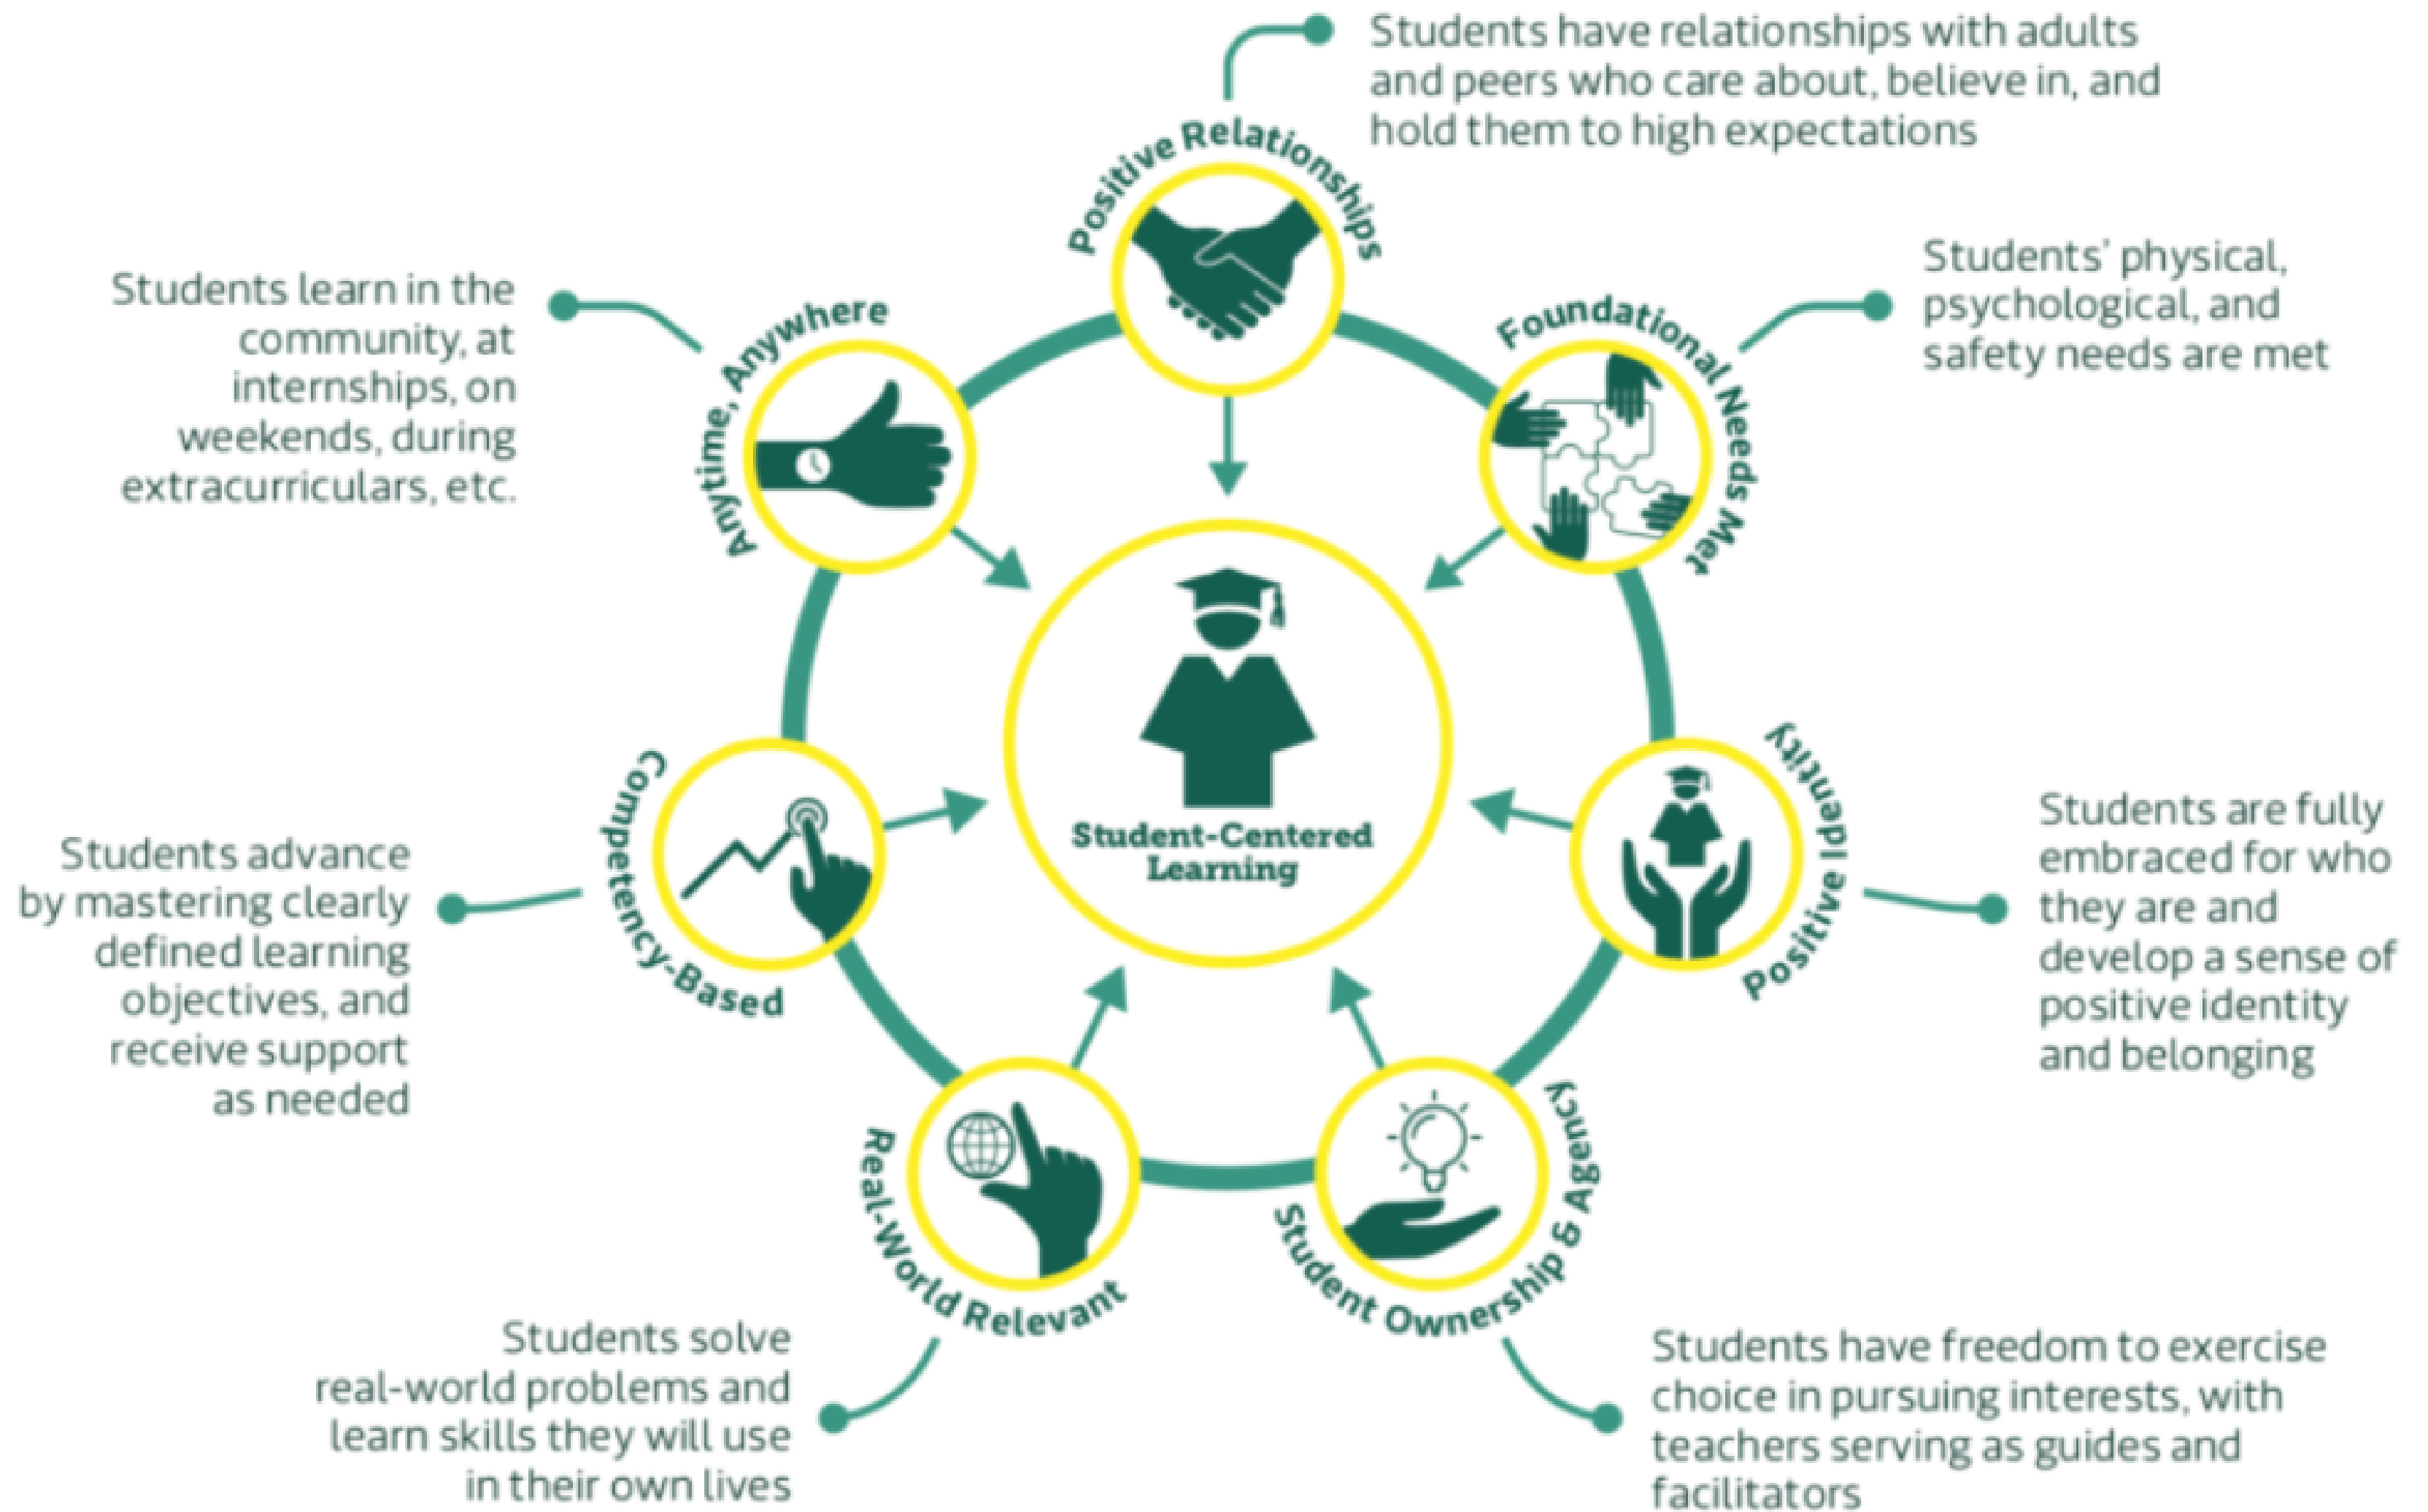 Students have relationships with adults
and peers who care about, believe in, and
hold them to high expectations
Positive Relationships
Students' physical,
psychological, and
safety needs are met
Foundational Needs Met
Students are fully
embraced for who
they are and
develop a sense of
positive identity
and belonging
Positive Identity
Students have freedom to exercise
choice in pursuing interests, with
teachers serving as guides and
facilitators
Student Ownership & Agency
Students solve
real-world problems and
learn skills they will use
in their own lives
Real-World Relevant
Students advance
by mastering clearly
defined learning
objectives, and
receive support
as needed
Competency-Based
Students learn in the
community, at
internships, on
weekends, during
extracurriculars, etc.
Anytime, Anywhere
Student-Centered
Learning